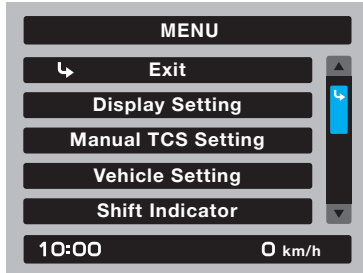 MENU
Exit
Display Setting
Manual TCS Setting
Vehicle Setting
Shift Indicator
10:00 0 km/h